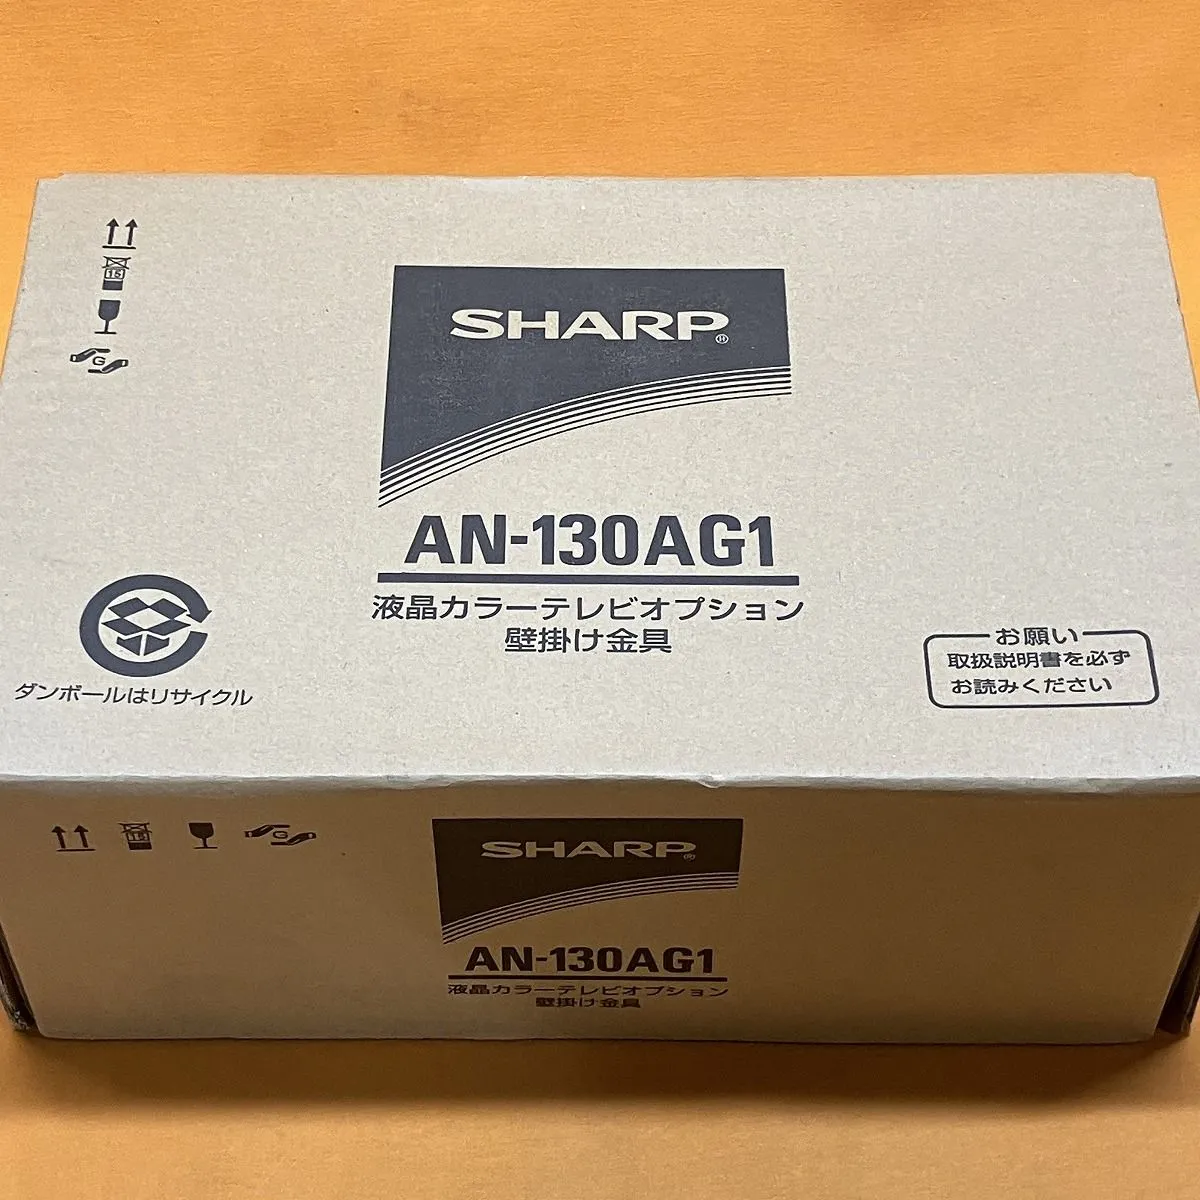 15
G
SHARP®
AN-130AG1
液晶カラーテレビオプション
壁掛け金具
ダンボールはリサイクル
お願い
取扱説明書を必ず
お読みください
15
G
SHARP®
AN-130AG1
液晶カラーテレビオプション
壁掛け金具